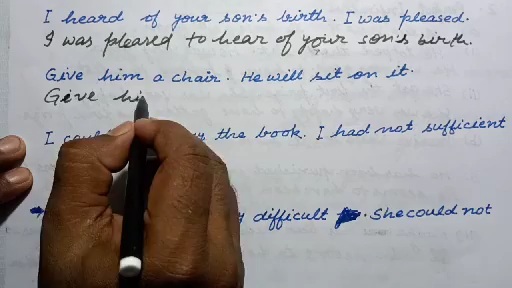 I heard of your son's birth. I was pleased.
I was pleased to hear of your son's birth.
Give him a chair. He will sit on it.
Give hi
I the book. I had not sufficient
difficult . She could not